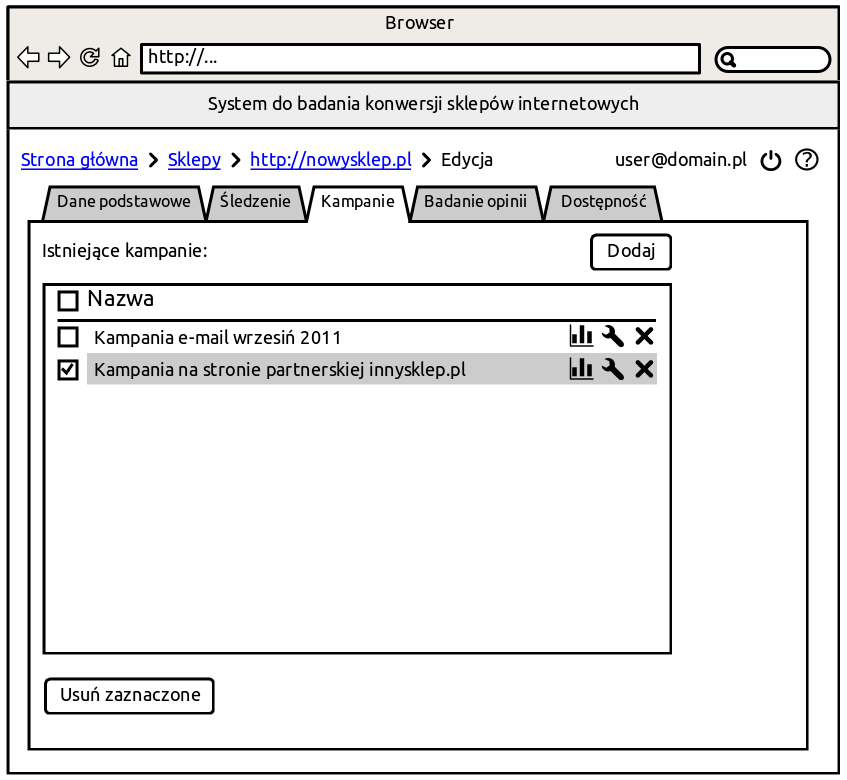 Browser
http://...
System do badania konwersji sklepów internetowych
Strona główna > Sklepy > http://nowysklep.pl > Edycja user@domain.pl ?
Dane podstawowe Śledzenie Kampanie Badanie opinii Dostępność
Istniejące kampanie: Dodaj
Nazwa
Kampania e-mail wrzesiń 2011
Kampania na stronie partnerskiej innysklep.pl
Usuń zaznaczone